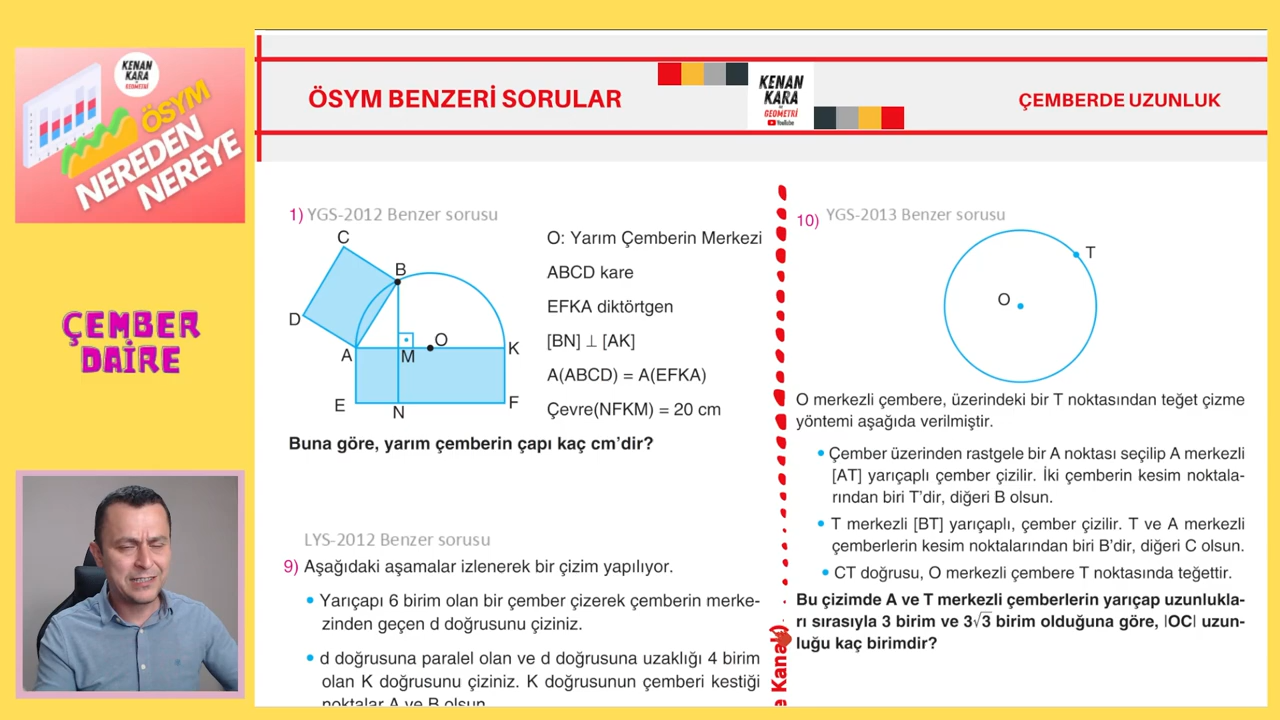 KENAN
KARA
ile
GEOMETRİ
ÖSYM
NEREDEN
NEREYE
ÇEMBER
DAİRE
ÖSYM BENZERİ SORULAR
KENAN
KARA
ile
GEOMETRİ
YouTube
ÇEMBERDE UZUNLUK
1) YGS-2012 Benzer sorusu
C
B
D
O
A
M
K
E
N
F
O: Yarım Çemberin Merkezi
ABCD kare
EFKA diktörtgen
[BN] ⊥ [AK]
A(ABCD) = A(EFKA)
Çevre(NFKM) = 20 cm
Buna göre, yarım çemberin çapı kaç cm’dir?
LYS-2012 Benzer sorusu
9) Aşağıdaki aşamalar izlenerek bir çizim yapılıyor.
• Yarıçapı 6 birim olan bir çember çizerek çemberin merke-
zinden geçen d doğrusunu çiziniz.
• d doğrusuna paralel olan ve d doğrusuna uzaklığı 4 birim
olan K doğrusunu çiziniz. K doğrusunun çemberi kestiği
noktalar A ve B olsun.
e Kanalı)
10) YGS-2013 Benzer sorusu
T
O
O merkezli çembere, üzerindeki bir T noktasından teğet çizme
yöntemi aşağıda verilmiştir.
• Çember üzerinden rastgele bir A noktası seçilip A merkezli
[AT] yarıçaplı çember çizilir. İki çemberin kesim noktala-
rından biri T’dir, diğeri B olsun.
• T merkezli [BT] yarıçaplı, çember çizilir. T ve A merkezli
çemberlerin kesim noktalarından biri B’dir, diğeri C olsun.
• CT doğrusu, O merkezli çembere T noktasında teğettir.
Bu çizimde A ve T merkezli çemberlerin yarıçap uzunlukla-
rı sırasıyla 3 birim ve 3√3 birim olduğuna göre, |OC| uzun-
luğu kaç birimdir?